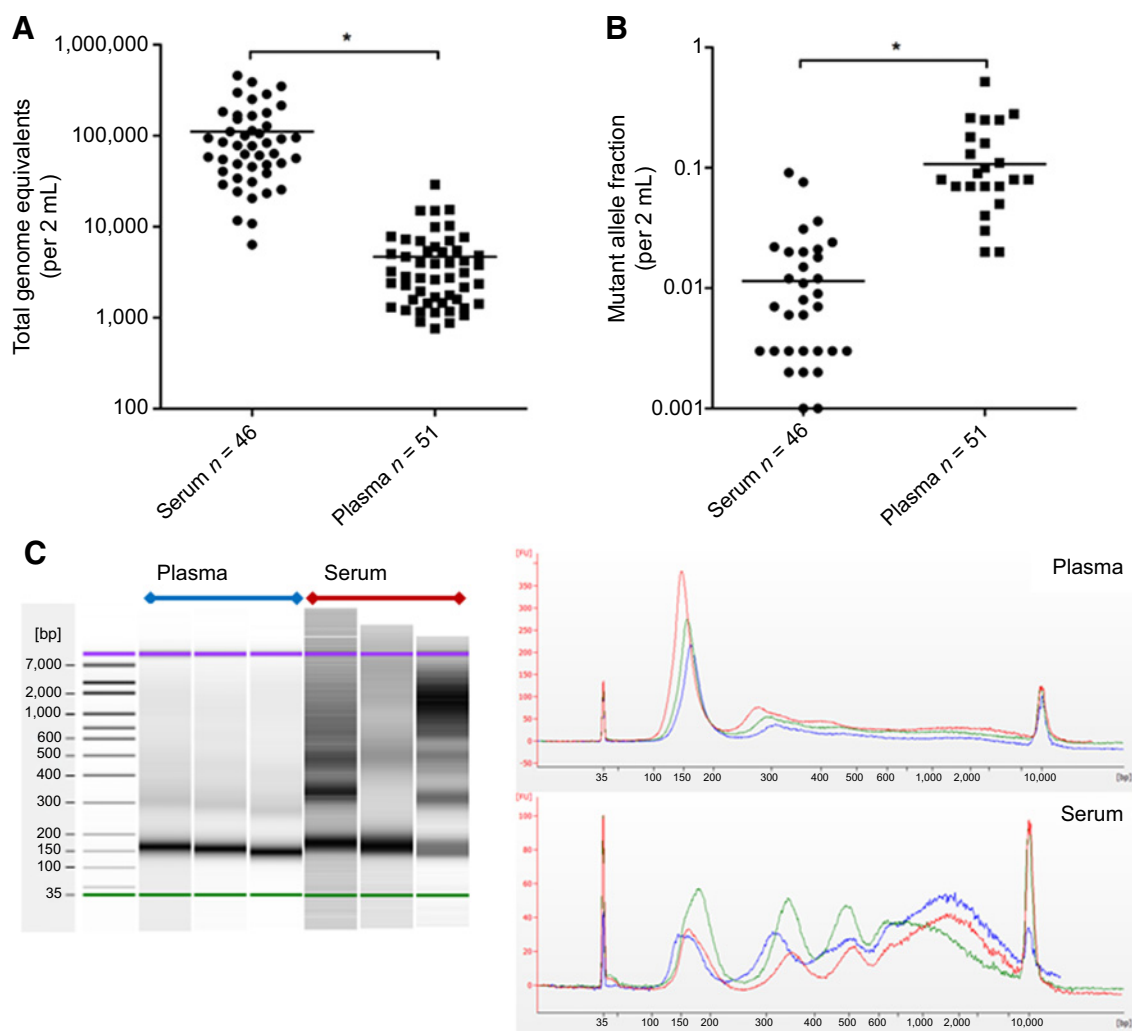 A
Total genome equivalents
(per 2 mL)
1,000,000
100,000
10,000
1,000
100
*
Serum n = 46
Plasma n = 51
B
Mutant allele fraction
(per 2 mL)
1
0.1
0.01
0.001
*
Serum n = 46
Plasma n = 51
C
Plasma
Serum
[bp]
7,000
2,000
1,000
600
500
400
300
200
150
100
35
[FU]
Plasma
350
300
250
200
150
100
50
0
-50
35 100 150 200 300 400 500 600 1,000 2,000 10,000 [bp]
[FU]
Serum
100
80
60
40
20
0
35 100 150 200 300 400 500 600 1,000 2,000 10,000 [bp]